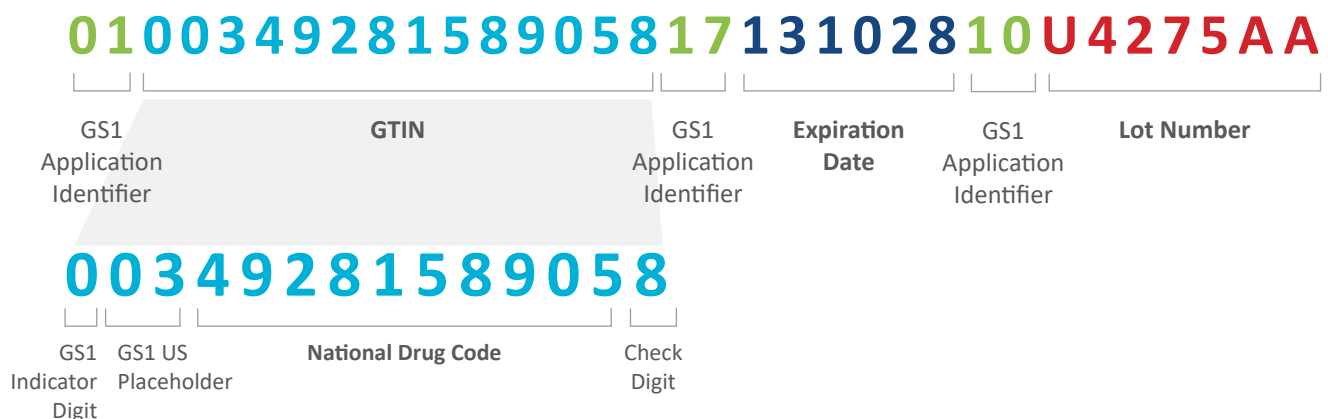 01003492815890581713102810U4275AA
GS1
Application
Identifier
GTIN
GS1
Application
Identifier
Expiration
Date
GS1
Application
Identifier
Lot Number
00349281589058
GS1
Indicator
Digit
GS1 US
Placeholder
National Drug Code
Check
Digit